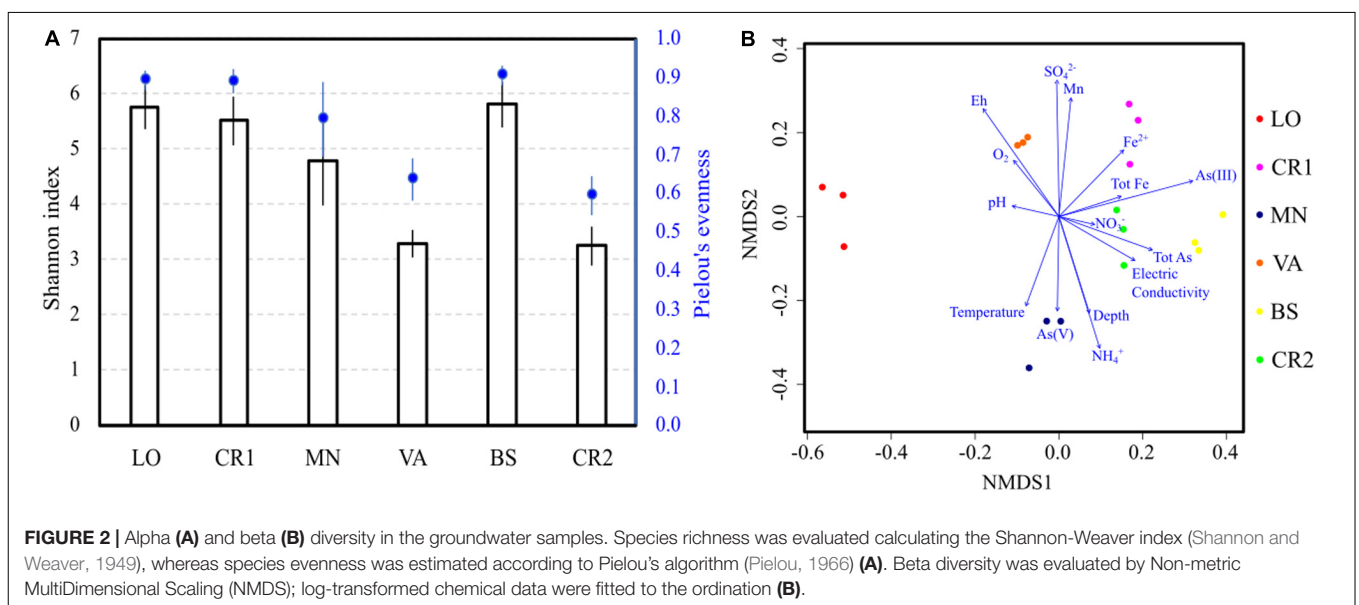 A
7
6
5
4
3
2
1
0
Shannon index
1.0
0.9
0.8
0.7
0.6
0.5
0.4
0.3
0.2
0.1
0.0
Pielou's evenness
LO CR1 MN VA BS CR2
B
0.4
0.2
0.0
-0.2
-0.4
NMDS2
SO₄²⁻
Mn
Eh
Fe²⁺
O₂
As(III)
Tot Fe
pH
NO₃⁻
Tot As
Electric
Conductivity
Temperature
Depth
As(V)
NH₄⁺
-0.6 -0.4 -0.2 0.0 0.2 0.4
NMDS1
LO
CR1
MN
VA
BS
CR2
FIGURE 2 | Alpha (A) and beta (B) diversity in the groundwater samples. Species richness was evaluated calculating the Shannon-Weaver index (Shannon and
Weaver, 1949), whereas species evenness was estimated according to Pielou's algorithm (Pielou, 1966) (A). Beta diversity was evaluated by Non-metric
MultiDimensional Scaling (NMDS); log-transformed chemical data were fitted to the ordination (B).